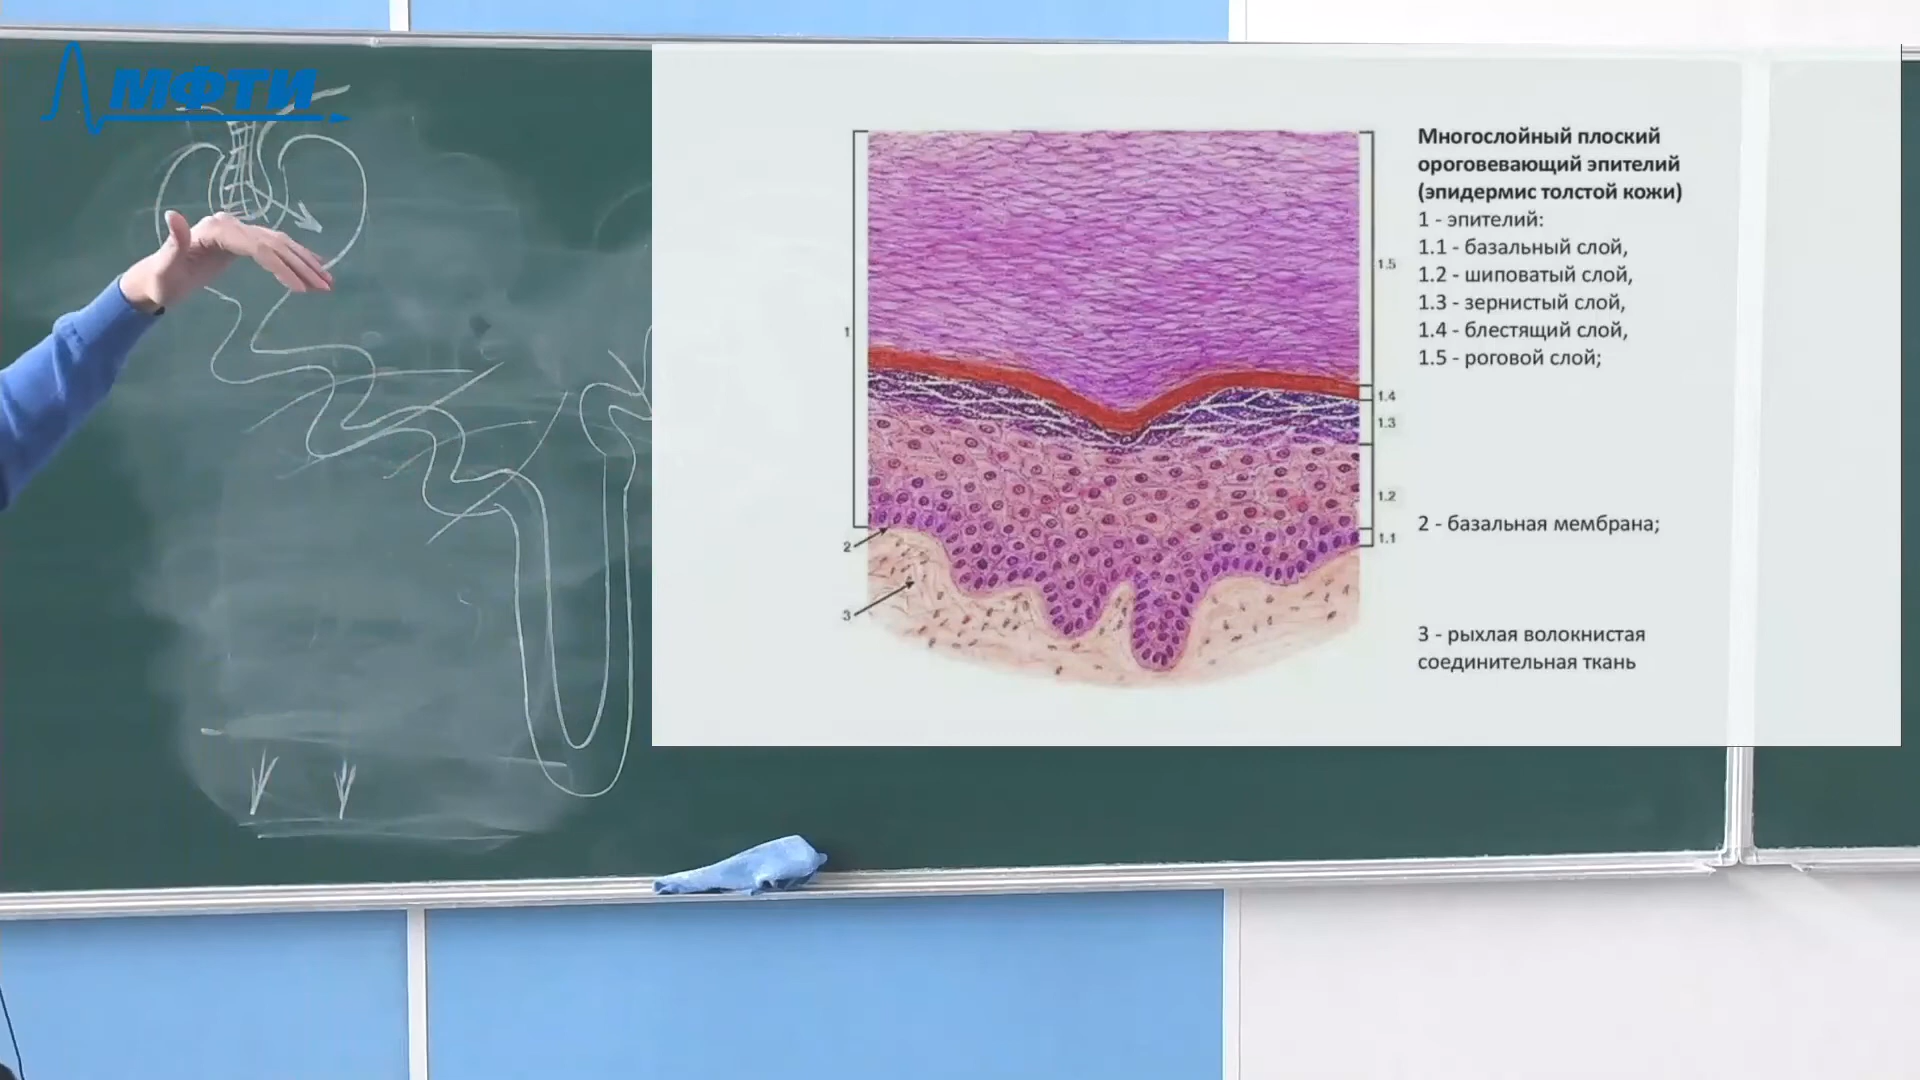 МФТИ
Многослойный плоский
ороговевающий эпителий
(эпидермис толстой кожи)
1 - эпителий:
1.1 - базальный слой,
1.2 - шиповатый слой,
1.3 - зернистый слой,
1.4 - блестящий слой,
1.5 - роговой слой;
2 - базальная мембрана;
3 - рыхлая волокнистая
соединительная ткань
1
2
3
1.5
1.4
1.3
1.2
1.1